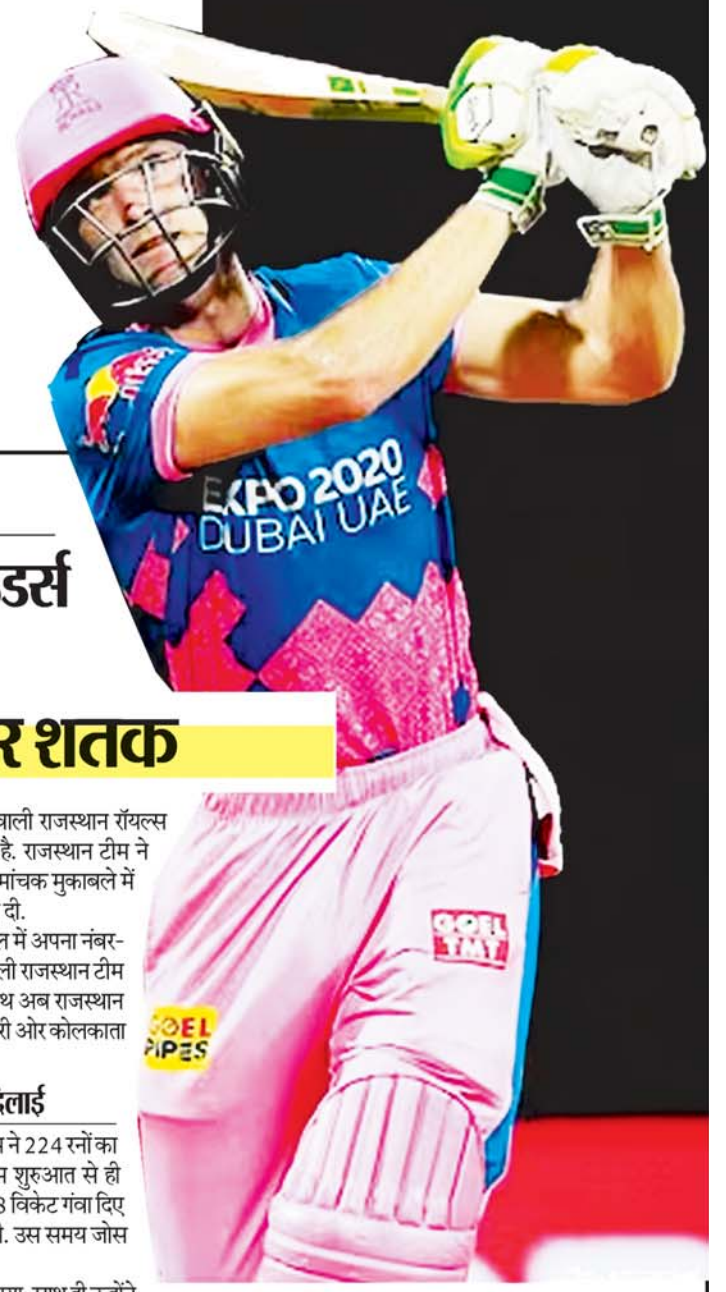 EXPO 2020
DUBAI UAE
डर्स
र शतक
वाली राजस्थान रॉयल्स
है. राजस्थान टीम ने
मांचक मुकाबले में
दी.
ल में अपना नंबर-
ली राजस्थान टीम
थ अब राजस्थान
री ओर कोलकाता
GOEL
TMT
GOEL
PIPES
दिलाई
ने 224 रनों का
म शुरुआत से ही
8 विकेट गंवा दिए
. उस समय जोस